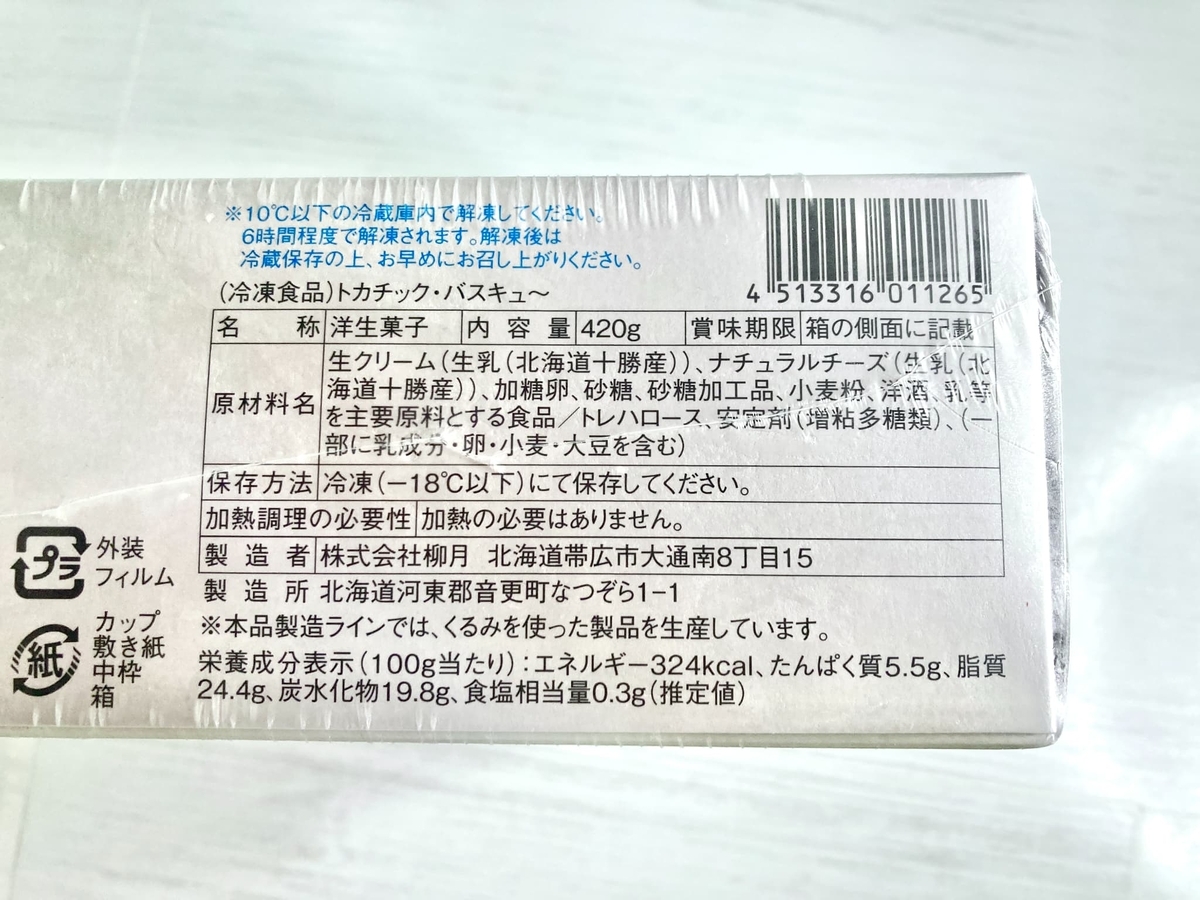 ※10℃以下の冷蔵庫内で解凍してください。
6時間程度で解凍されます。解凍後は
冷蔵保存の上、お早めにお召し上がりください。
4 513316 011265
(冷凍食品)トカチック・バスキュ〜
名称 洋生菓子 内容量 420g 賞味期限 箱の側面に記載
原材料名 生クリーム(生乳(北海道十勝産))、ナチュラルチーズ(生乳(北
海道十勝産))、加糖卵、砂糖、砂糖加工品、小麦粉、洋酒、乳等
を主要原料とする食品/トレハロース、安定剤(増粘多糖類)、(一
部に乳成分・卵・小麦・大豆を含む)
保存方法 冷凍(−18℃以下)にて保存してください。
加熱調理の必要性 加熱の必要はありません。
製造者 株式会社柳月 北海道帯広市大通南8丁目15
製造所 北海道河東郡音更町なつぞら1-1
※本品製造ラインでは、くるみを使った製品を生産しています。
栄養成分表示(100g当たり):エネルギー324kcal、たんぱく質5.5g、脂質
24.4g、炭水化物19.8g、食塩相当量0.3g(推定値)
プラ
外装
フィルム
紙
カップ
敷き紙
中枠
箱